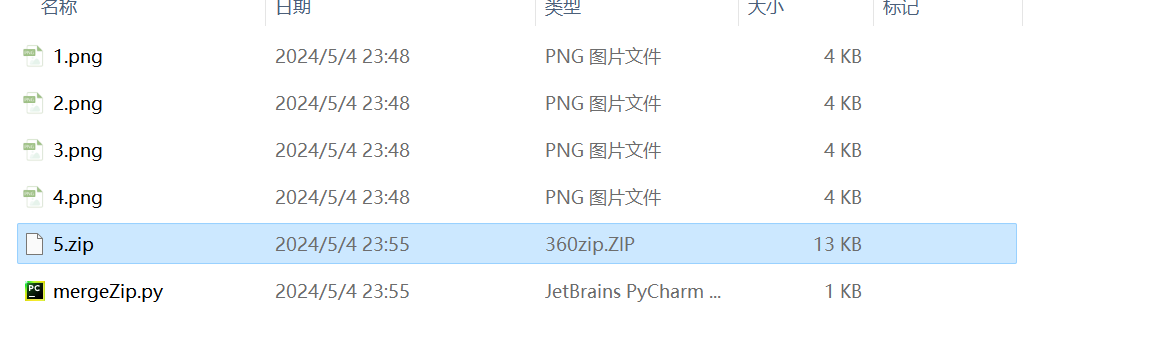 名称 日期 类型 大小 标记
1.png 2024/5/4 23:48 PNG 图片文件 4 KB
2.png 2024/5/4 23:48 PNG 图片文件 4 KB
3.png 2024/5/4 23:48 PNG 图片文件 4 KB
4.png 2024/5/4 23:48 PNG 图片文件 4 KB
5.zip 2024/5/4 23:55 360zip.ZIP 13 KB
mergeZip.py 2024/5/4 23:55 JetBrains PyCharm ... 1 KB